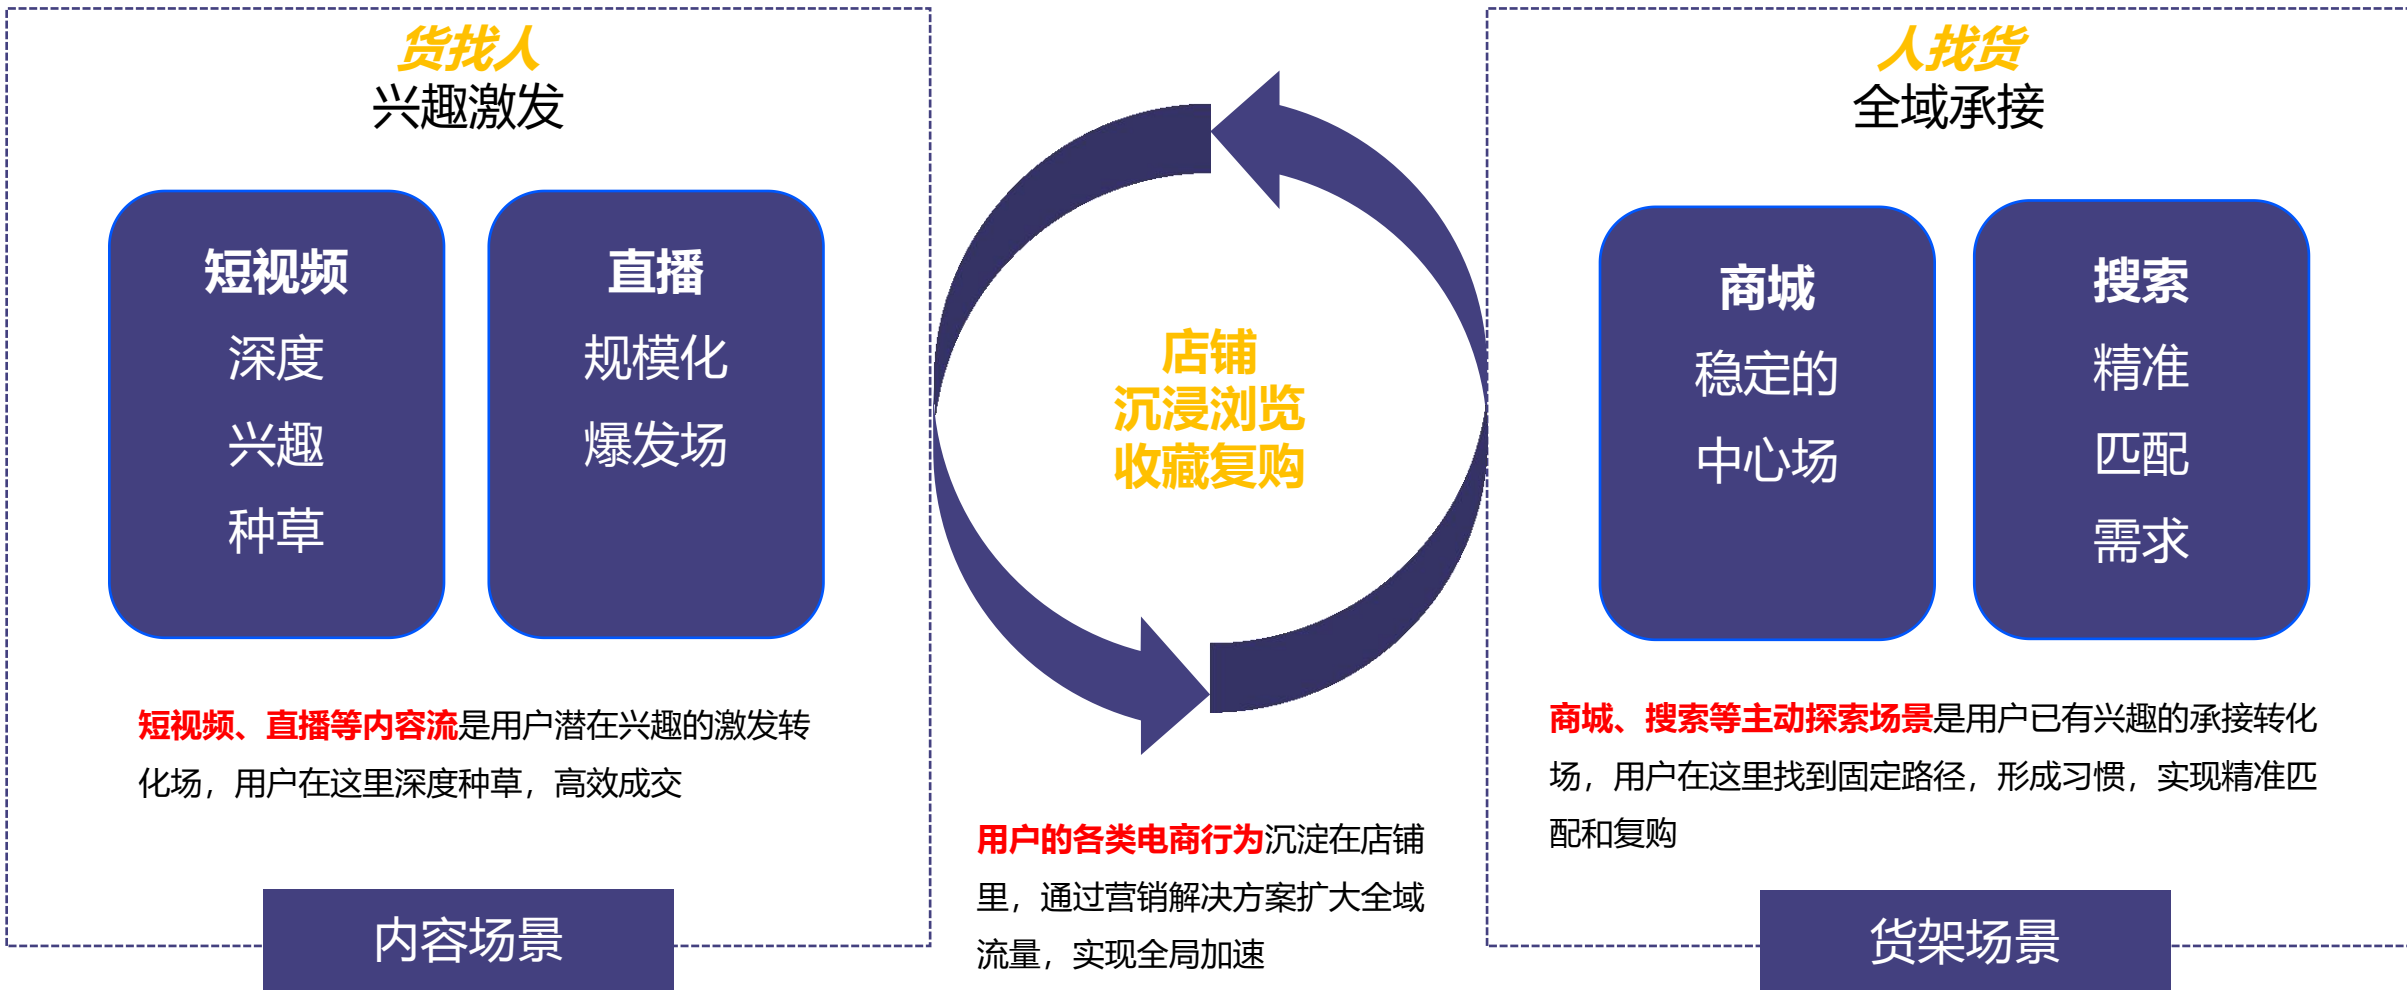 货找人
兴趣激发
短视频
深度
兴趣
种草
直播
规模化
爆发场
短视频、直播等内容流是用户潜在兴趣的激发转
化场，用户在这里深度种草，高效成交
内容场景
店铺
沉浸浏览
收藏复购
用户的各类电商行为沉淀在店铺
里，通过营销解决方案扩大全域
流量，实现全局加速
人找货
全域承接
商城
稳定的
中心场
搜索
精准
匹配
需求
商城、搜索等主动探索场景是用户已有兴趣的承接转化
场，用户在这里找到固定路径，形成习惯，实现精准匹
配和复购
货架场景